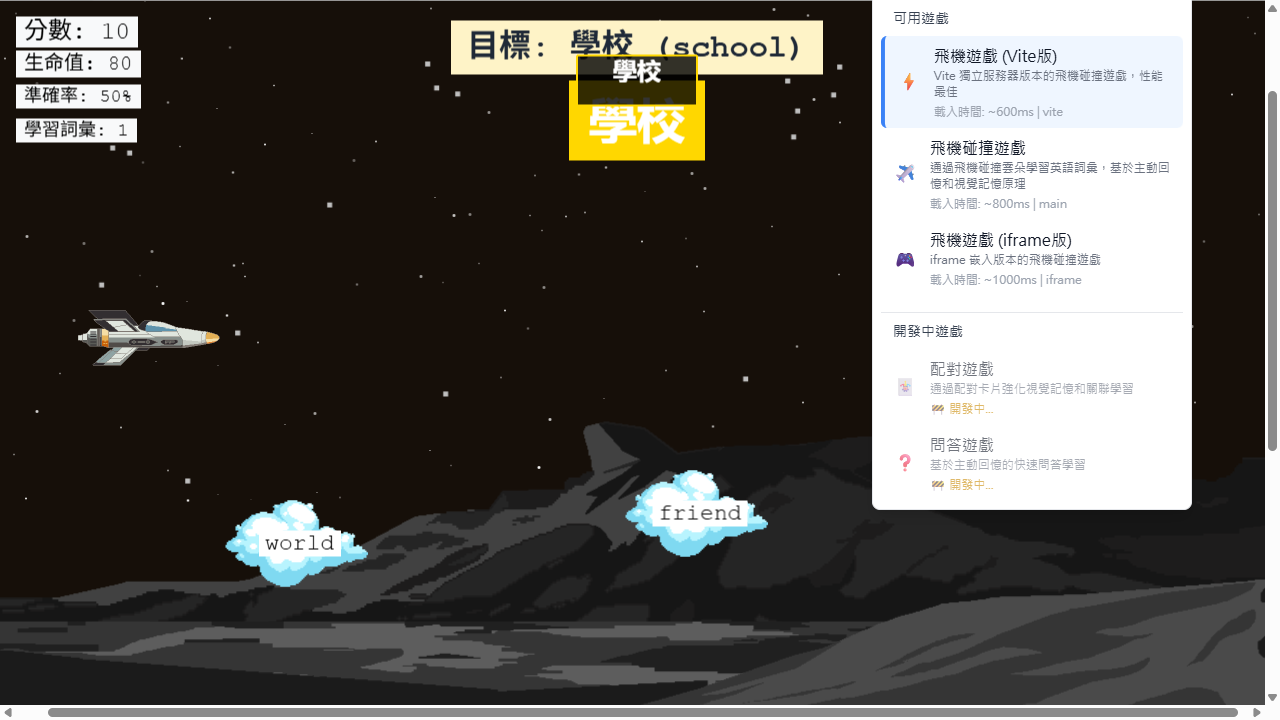 分數: 10
生命值: 80
準確率: 50%
學習詞彙: 1
目標: 學校 (school)
學校
學校
world
friend
可用遊戲
飛機遊戲 (Vite版)
Vite 獨立服務器版本的飛機碰撞遊戲，性能
最佳
載入時間: ~600ms | vite
飛機碰撞遊戲
通過飛機碰撞雲朵學習英語詞彙，基於主動回
憶和視覺記憶原理
載入時間: ~800ms | main
飛機遊戲 (iframe版)
iframe 嵌入版本的飛機碰撞遊戲
載入時間: ~1000ms | iframe
開發中遊戲
配對遊戲
通過配對卡片強化視覺記憶和關聯學習
開發中...
問答遊戲
基於主動回憶的快速問答學習
開發中...